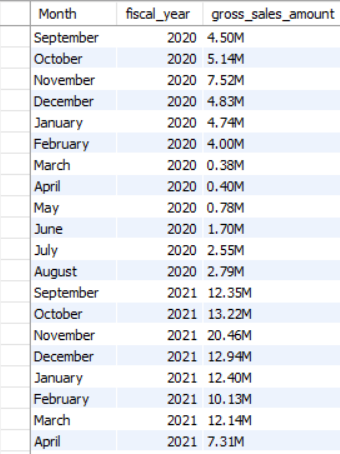 Month fiscal_year gross_sales_amount
September 2020 4.50M
October 2020 5.14M
November 2020 7.52M
December 2020 4.83M
January 2020 4.74M
February 2020 4.00M
March 2020 0.38M
April 2020 0.40M
May 2020 0.78M
June 2020 1.70M
July 2020 2.55M
August 2020 2.79M
September 2021 12.35M
October 2021 13.22M
November 2021 20.46M
December 2021 12.94M
January 2021 12.40M
February 2021 10.13M
March 2021 12.14M
April 2021 7.31M